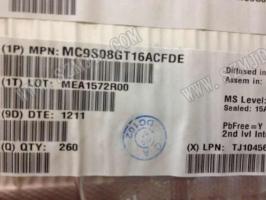 (1P) MPN: MC9S08GT16ACFDE
(1T) LOT: MEA1572R00
(9D) DTE: 1211
(Q) QTY: 260
Diffused in
Assem in:
MS Level:
Sealed: 15A
PbFree=Y
2nd lvl Int
(X) LPN: TJ10456